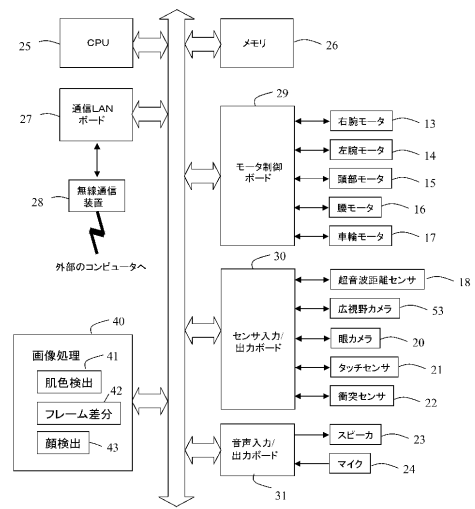 25
CPU
メモリ
26
27
通信LAN
ボード
28
無線通信
装置
外部のコンピュータへ
29
モータ制御
ボード
右腕モータ
13
左腕モータ
14
頭部モータ
15
腰モータ
16
車輪モータ
17
30
センサ入力/
出力ボード
超音波距離センサ
18
広視野カメラ
53
眼カメラ
20
タッチセンサ
21
衝突センサ
22
40
画像処理
41
肌色検出
42
フレーム差分
顔検出
43
音声入力/
出力ボード
31
スピーカ
23
マイク
24